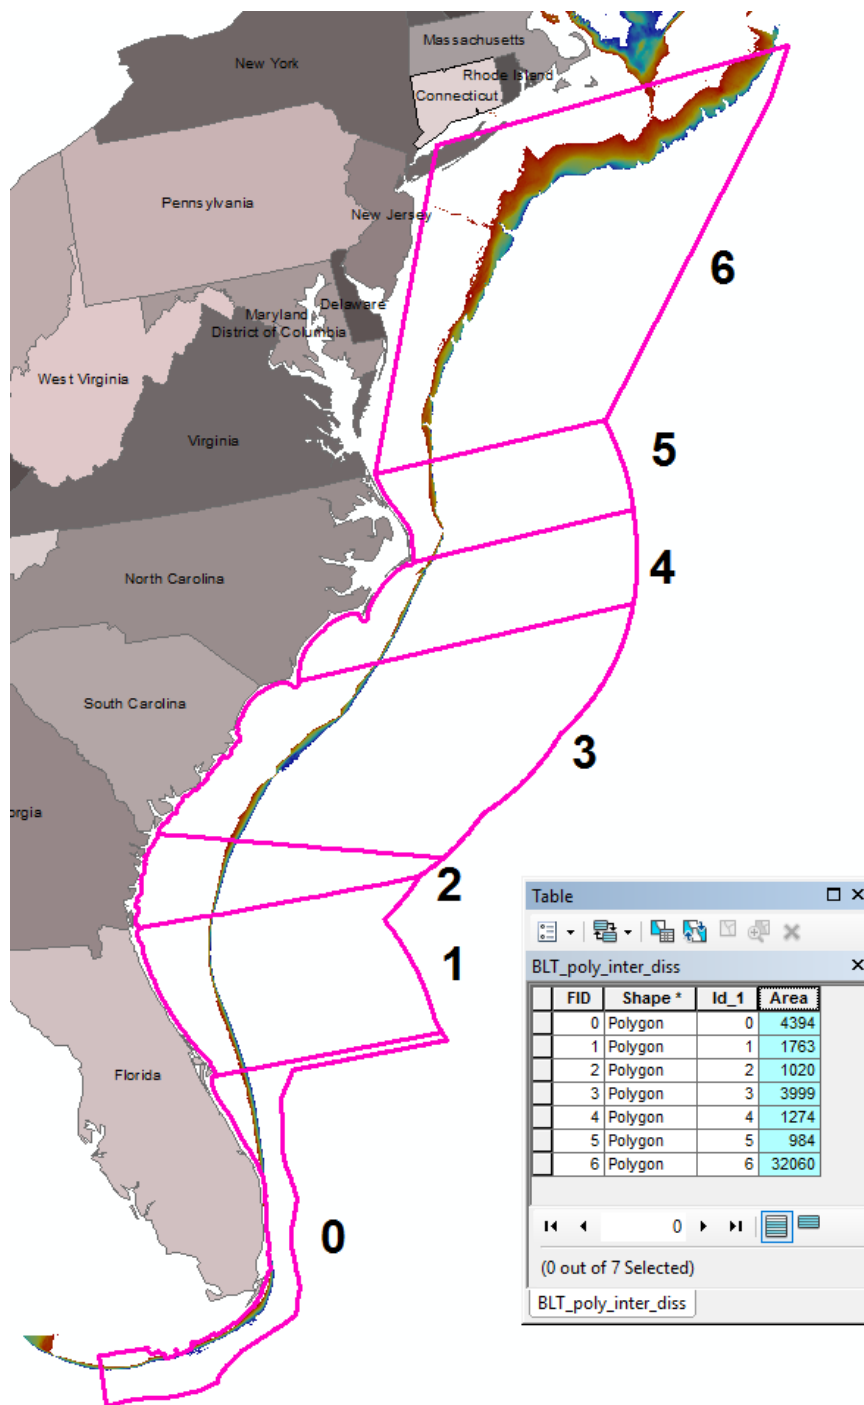 Massachusetts
New York
Rhode Island
Connecticut
Pennsylvania
New Jersey
6
Delaware
Maryland
District of Columbia
West Virginia
Virginia
5
4
North Carolina
South Carolina
3
orgia
2
1
Florida
0
Table
BLT_poly_inter_diss
FID Shape * Id_1 Area
0 Polygon 0 4394
1 Polygon 1 1763
2 Polygon 2 1020
3 Polygon 3 3999
4 Polygon 4 1274
5 Polygon 5 984
6 Polygon 6 32060
0
(0 out of 7 Selected)
BLT_poly_inter_diss